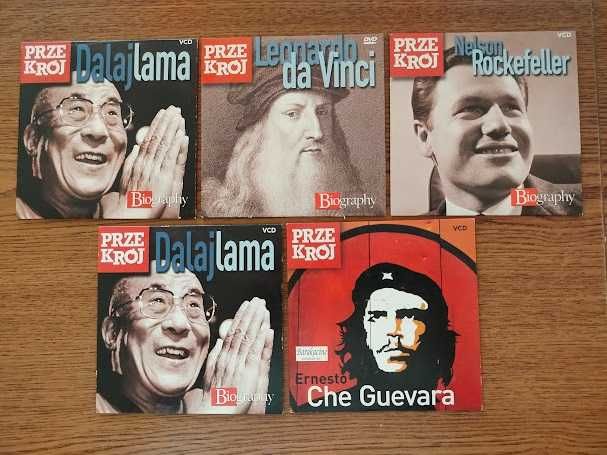 PRZE
KRÓJ
VCD
Dalajlama
Biography
PRZE
KRÓJ
DVD
Leonardo
da Vinci
Biography
PRZE
KRÓJ
VCD
Nelson
Rockefeller
Biography
PRZE
KRÓJ
VCD
Dalajlama
Biography
PRZE
KRÓJ
VCD
Ernesto
Che Guevara